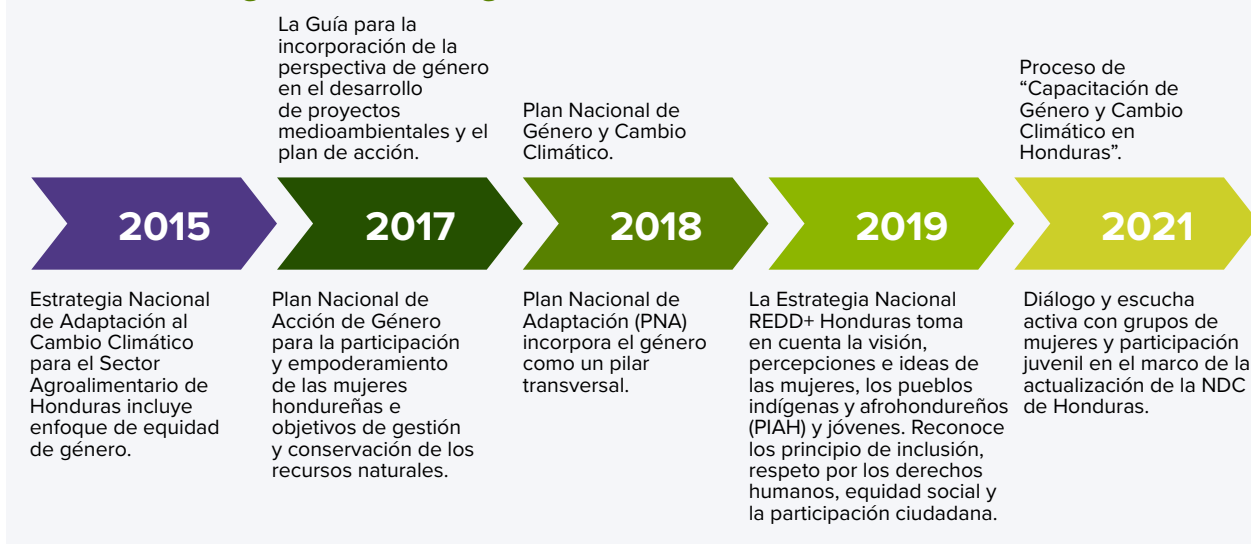 La Guía para la
incorporación de la
perspectiva de género
en el desarrollo
de proyectos
medioambientales y el
plan de acción.
Plan Nacional de
Género y Cambio
Climático.
Proceso de
“Capacitación de
Género y Cambio
Climático en
Honduras”.
2015
2017
2018
2019
2021
Estrategia Nacional
de Adaptación al
Cambio Climático
para el Sector
Agroalimentario de
Honduras incluye
enfoque de equidad
de género.
Plan Nacional de
Acción de Género
para la participación
y empoderamiento
de las mujeres
hondureñas e
objetivos de gestión
y conservación de los
recursos naturales.
Plan Nacional de
Adaptación (PNA)
incorpora el género
como un pilar
transversal.
La Estrategia Nacional
REDD+ Honduras toma
en cuenta la visión,
percepciones e ideas de
las mujeres, los pueblos
indígenas y afrohondureños
(PIAH) y jóvenes. Reconoce
los principio de inclusión,
respeto por los derechos
humanos, equidad social y
la participación ciudadana.
Diálogo y escucha
activa con grupos de
mujeres y participación
juvenil en el marco de la
actualización de la NDC
de Honduras.